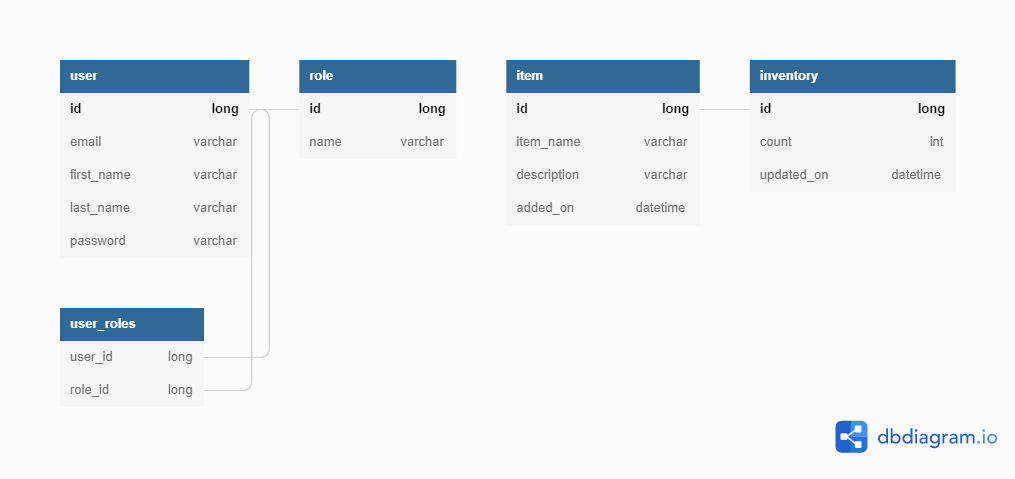 user
id long
email varchar
first_name varchar
last_name varchar
password varchar
role
id long
name varchar
item
id long
item_name varchar
description varchar
added_on datetime
inventory
id long
count int
updated_on datetime
user_roles
user_id long
role_id long
dbdiagram.io